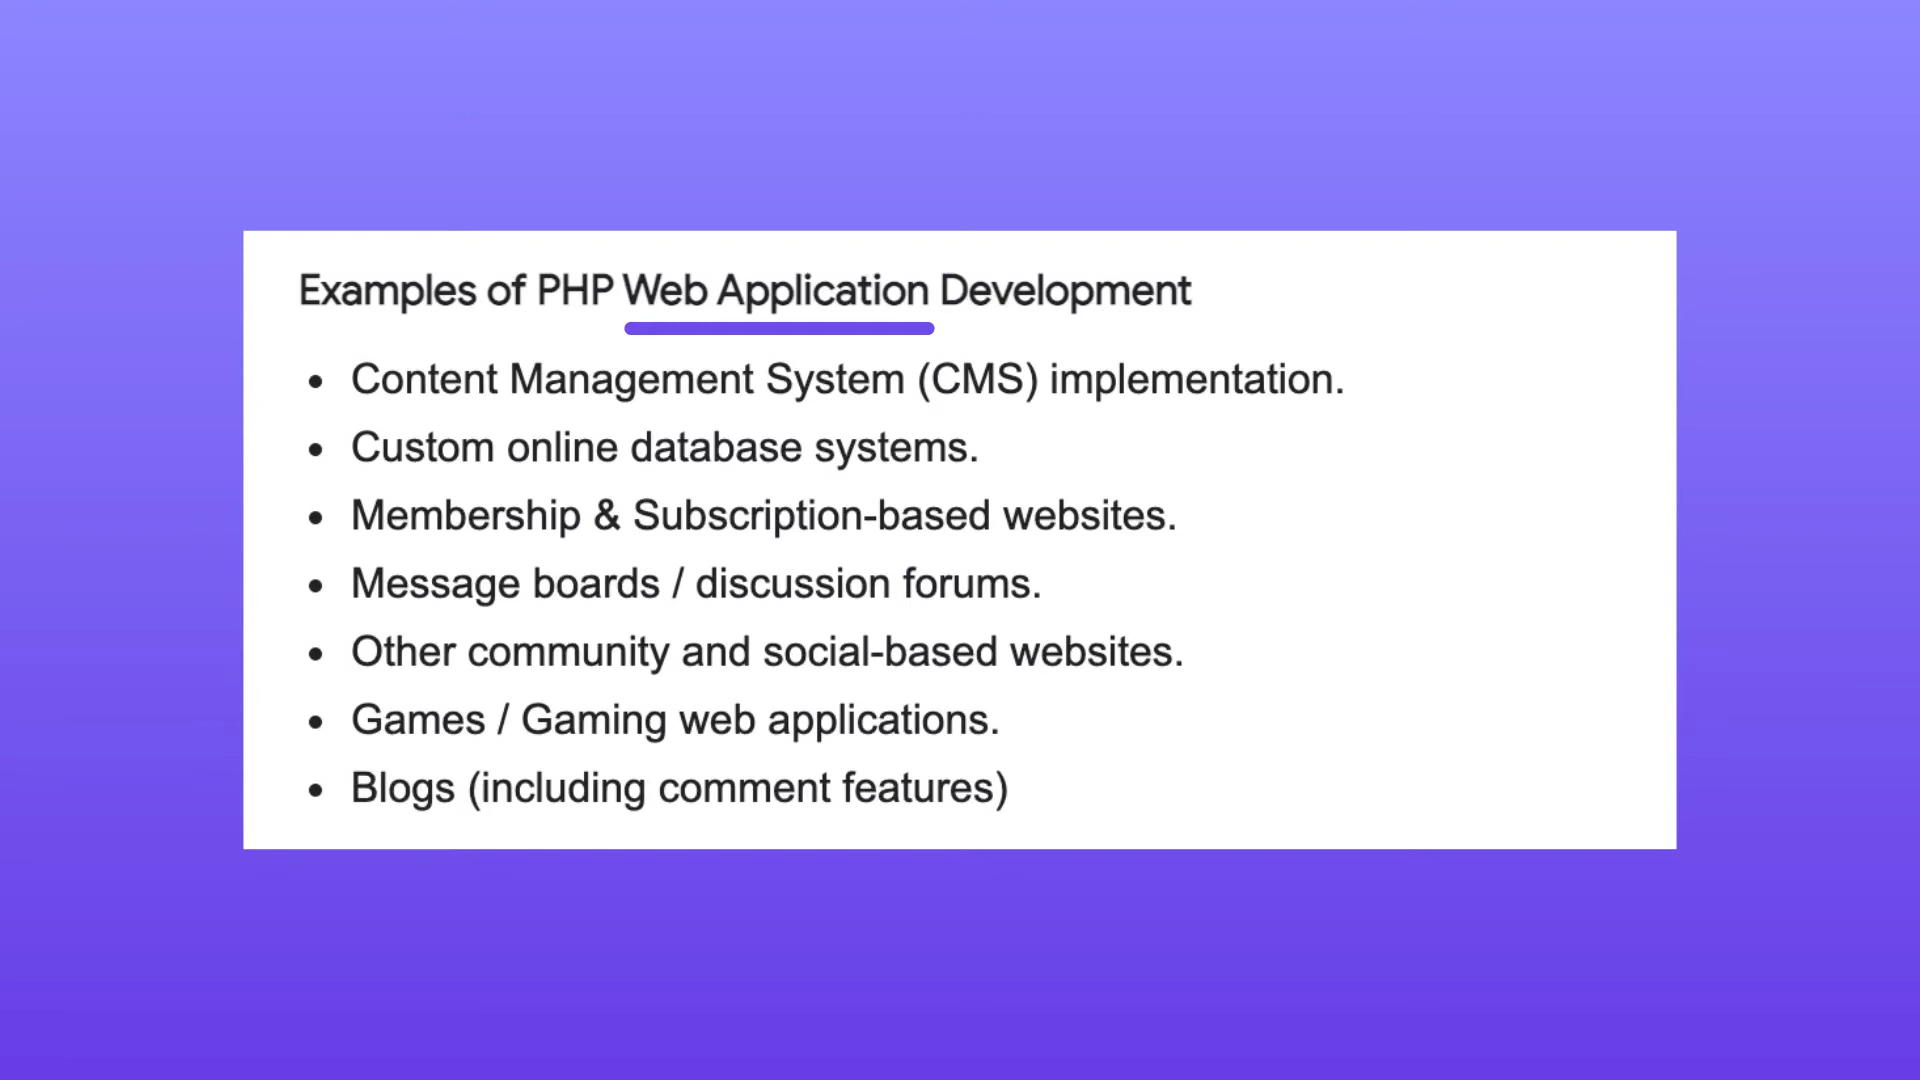 Examples of PHP Web Application Development
• Content Management System (CMS) implementation.
• Custom online database systems.
• Membership & Subscription-based websites.
• Message boards / discussion forums.
• Other community and social-based websites.
• Games / Gaming web applications.
• Blogs (including comment features)